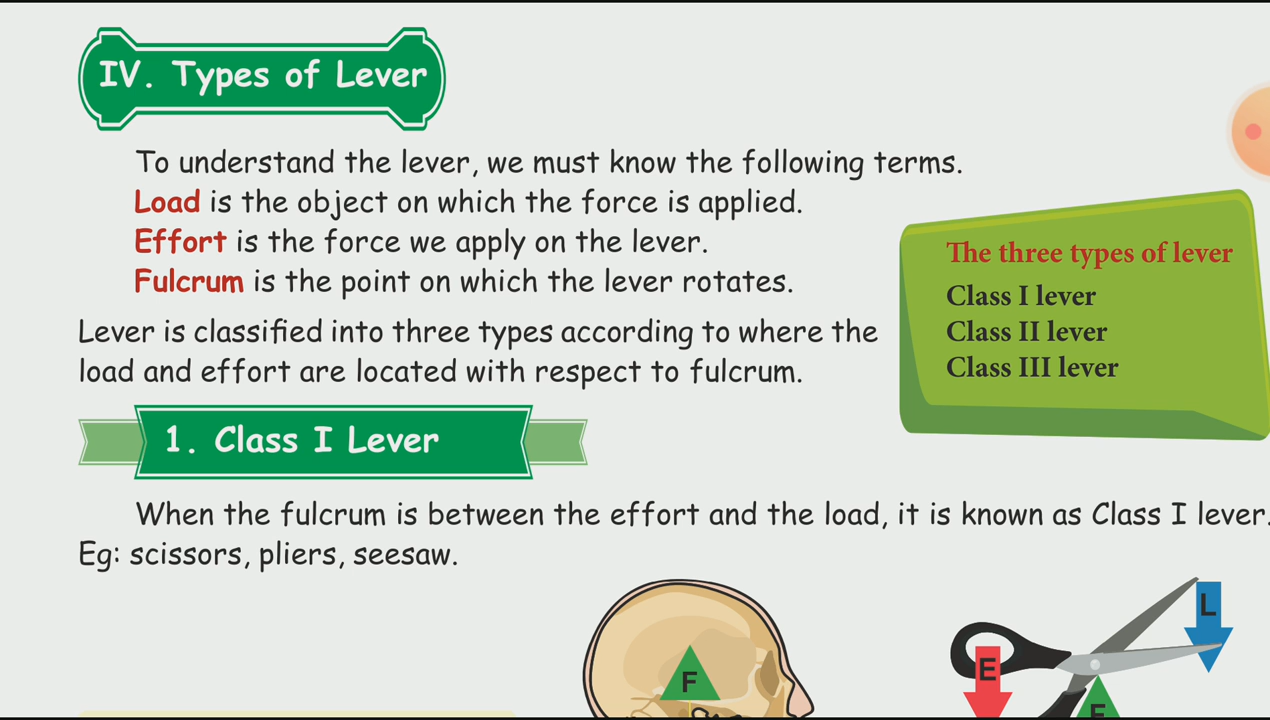 IV. Types of Lever
To understand the lever, we must know the following terms.
Load is the object on which the force is applied.
Effort is the force we apply on the lever.
Fulcrum is the point on which the lever rotates.
Lever is classified into three types according to where the
load and effort are located with respect to fulcrum.
The three types of lever
Class I lever
Class II lever
Class III lever
1. Class I Lever
When the fulcrum is between the effort and the load, it is known as Class I lever.
Eg: scissors, pliers, seesaw.
F
L
E
F